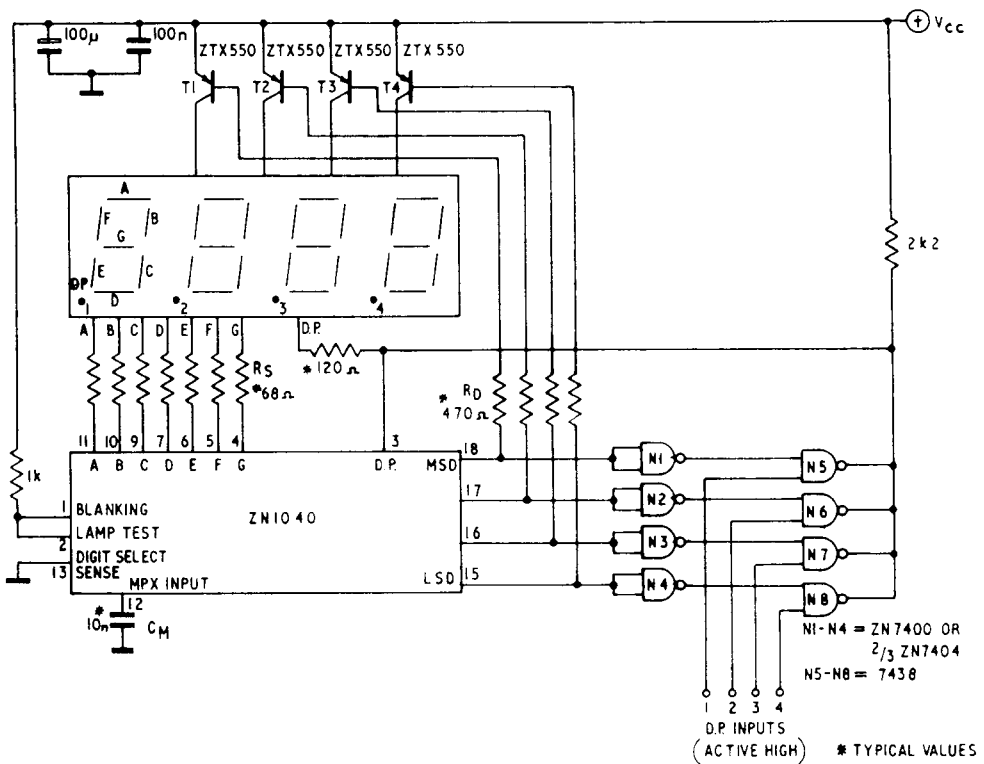 + Vcc
100μ
100n
ZTX550 ZTX550 ZTX550 ZTX550
T1 T2 T3 T4
A
F B
G
E C
D
DP
1 2 3 4
2k2
A B C D E F G D.P.
RS
*68Ω
* 120Ω
* RD
470Ω
1k
11 10 9 7 6 5 4 3
A B C D E F G D.P. MSD
18
17
16
15
LSD
1 BLANKING
LAMP TEST
2
DIGIT SELECT
13 SENSE
MPX INPUT
ZN1040
12
*
10n CM
N1
N2
N3
N4
N5
N6
N7
N8
N1-N4 = ZN7400 OR
2/3 ZN7404
N5-N8 = 7438
1 2 3 4
D.P. INPUTS
(ACTIVE HIGH)
* TYPICAL VALUES